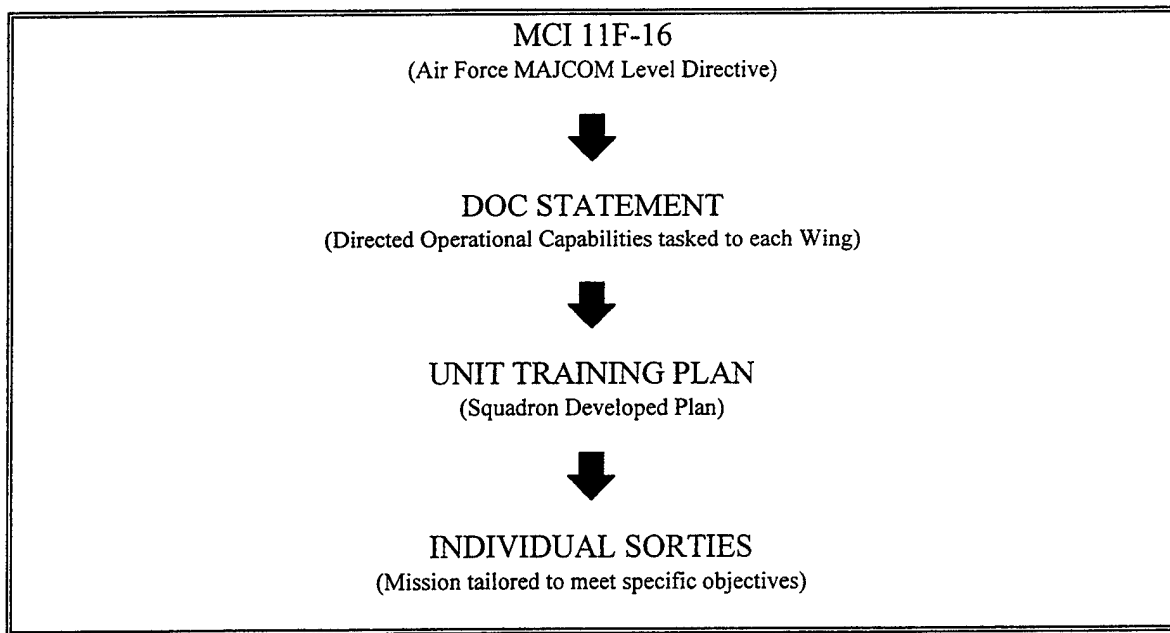 MCI 11F-16
(Air Force MAJCOM Level Directive)
DOC STATEMENT
(Directed Operational Capabilities tasked to each Wing)
UNIT TRAINING PLAN
(Squadron Developed Plan)
INDIVIDUAL SORTIES
(Mission tailored to meet specific objectives)